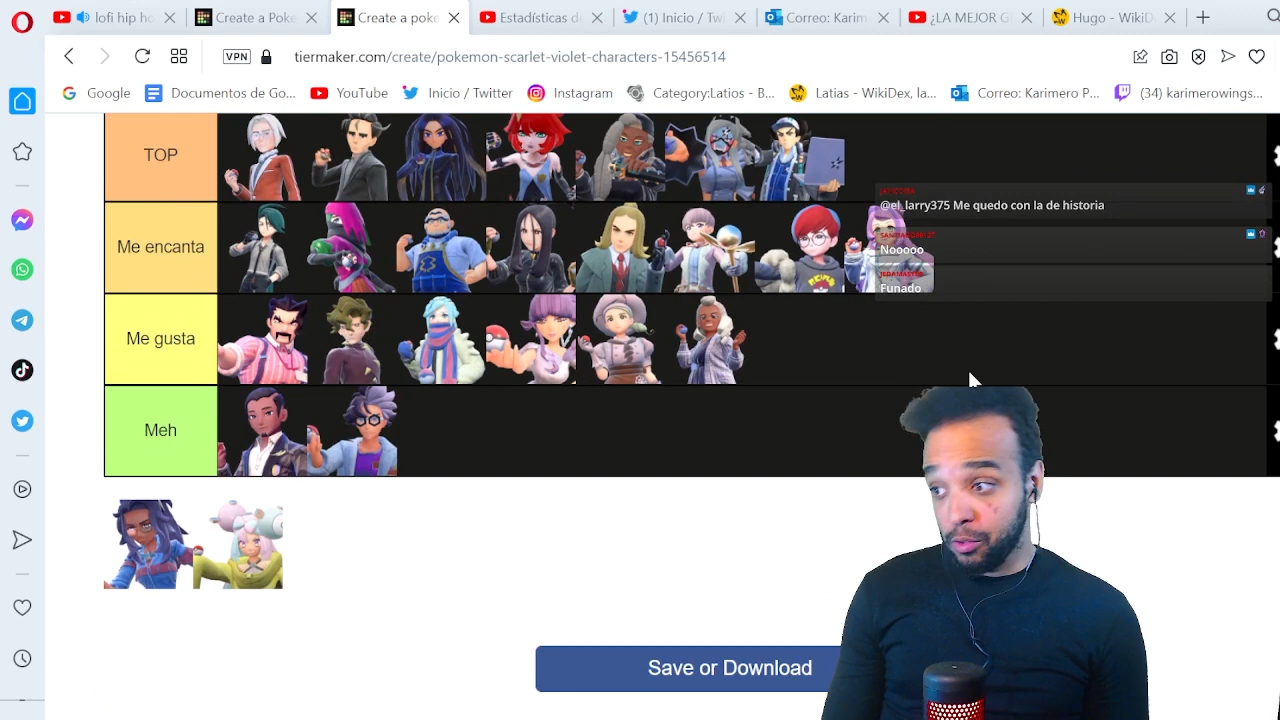 lofi hip ho
Create a Poke
Create a poke
Estadísticas de
(1) Inicio / Twi
Correo: Karim
¿LA MEJOR G
Hugo - WikiD
VPN
tiermaker.com/create/pokemon-scarlet-violet-characters-15456514
Google
Documentos de Go...
YouTube
Inicio / Twitter
Instagram
Category:Latios - B...
Latias - WikiDex, la...
Correo: Karimero P...
(34) karimerowings...
TOP
@el_larry375 Me quedo con la de historia
Me encanta
Nooooo
Funado
Me gusta
Meh
Save or Download